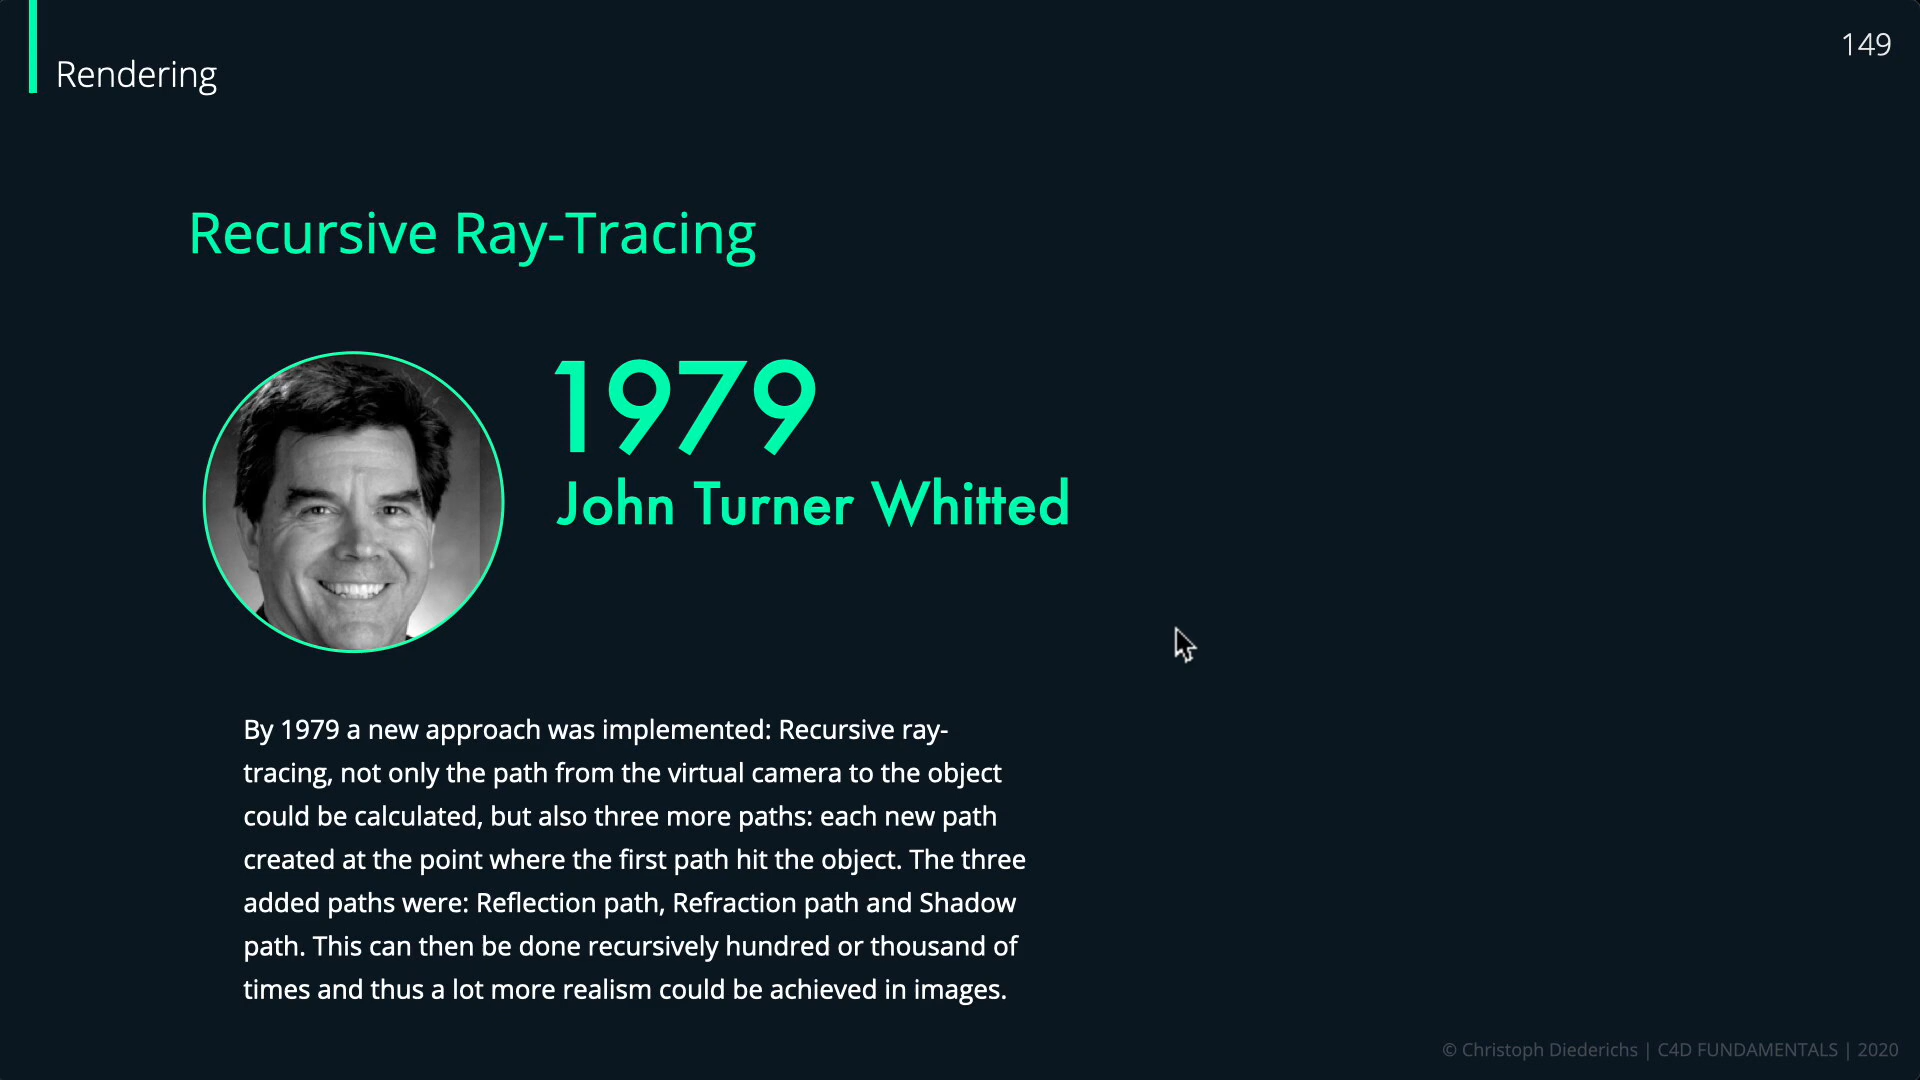 Rendering
149
Recursive Ray-Tracing
1979
John Turner Whitted
By 1979 a new approach was implemented: Recursive ray-
tracing, not only the path from the virtual camera to the object
could be calculated, but also three more paths: each new path
created at the point where the first path hit the object. The three
added paths were: Reflection path, Refraction path and Shadow
path. This can then be done recursively hundred or thousand of
times and thus a lot more realism could be achieved in images.
© Christoph Diederichs | C4D FUNDAMENTALS | 2020